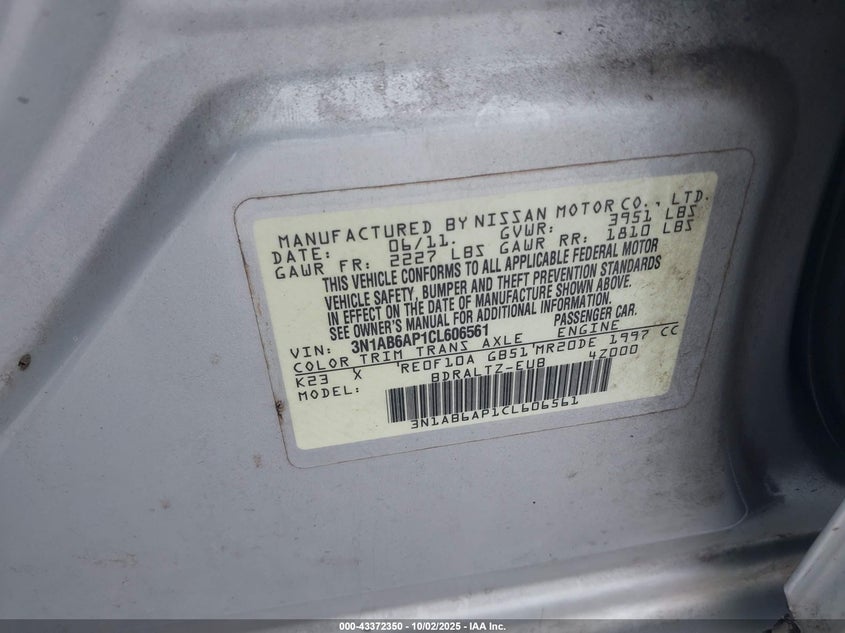 MANUFACTURED BY NISSAN MOTOR CO., LTD.
DATE: 06/11. GVWR: 3951 LBS
GAWR FR: 2227 LBS GAWR RR: 1810 LBS
THIS VEHICLE CONFORMS TO ALL APPLICABLE FEDERAL MOTOR
VEHICLE SAFETY, BUMPER AND THEFT PREVENTION STANDARDS
IN EFFECT ON THE DATE OF MANUFACTURE SHOWN ABOVE.
SEE OWNER'S MANUAL FOR ADDITIONAL INFORMATION.
VIN: 3N1AB6AP1CL606561 PASSENGER CAR.
COLOR TRIM TRANS AXLE ENGINE
K23 X RE0F10A GB51 MR20DE 1997 CC
MODEL: BDRALTZ-EUB 4Z000
3N1AB6AP1CL606561
000-43372350 - 10/02/2025 - IAA Inc.